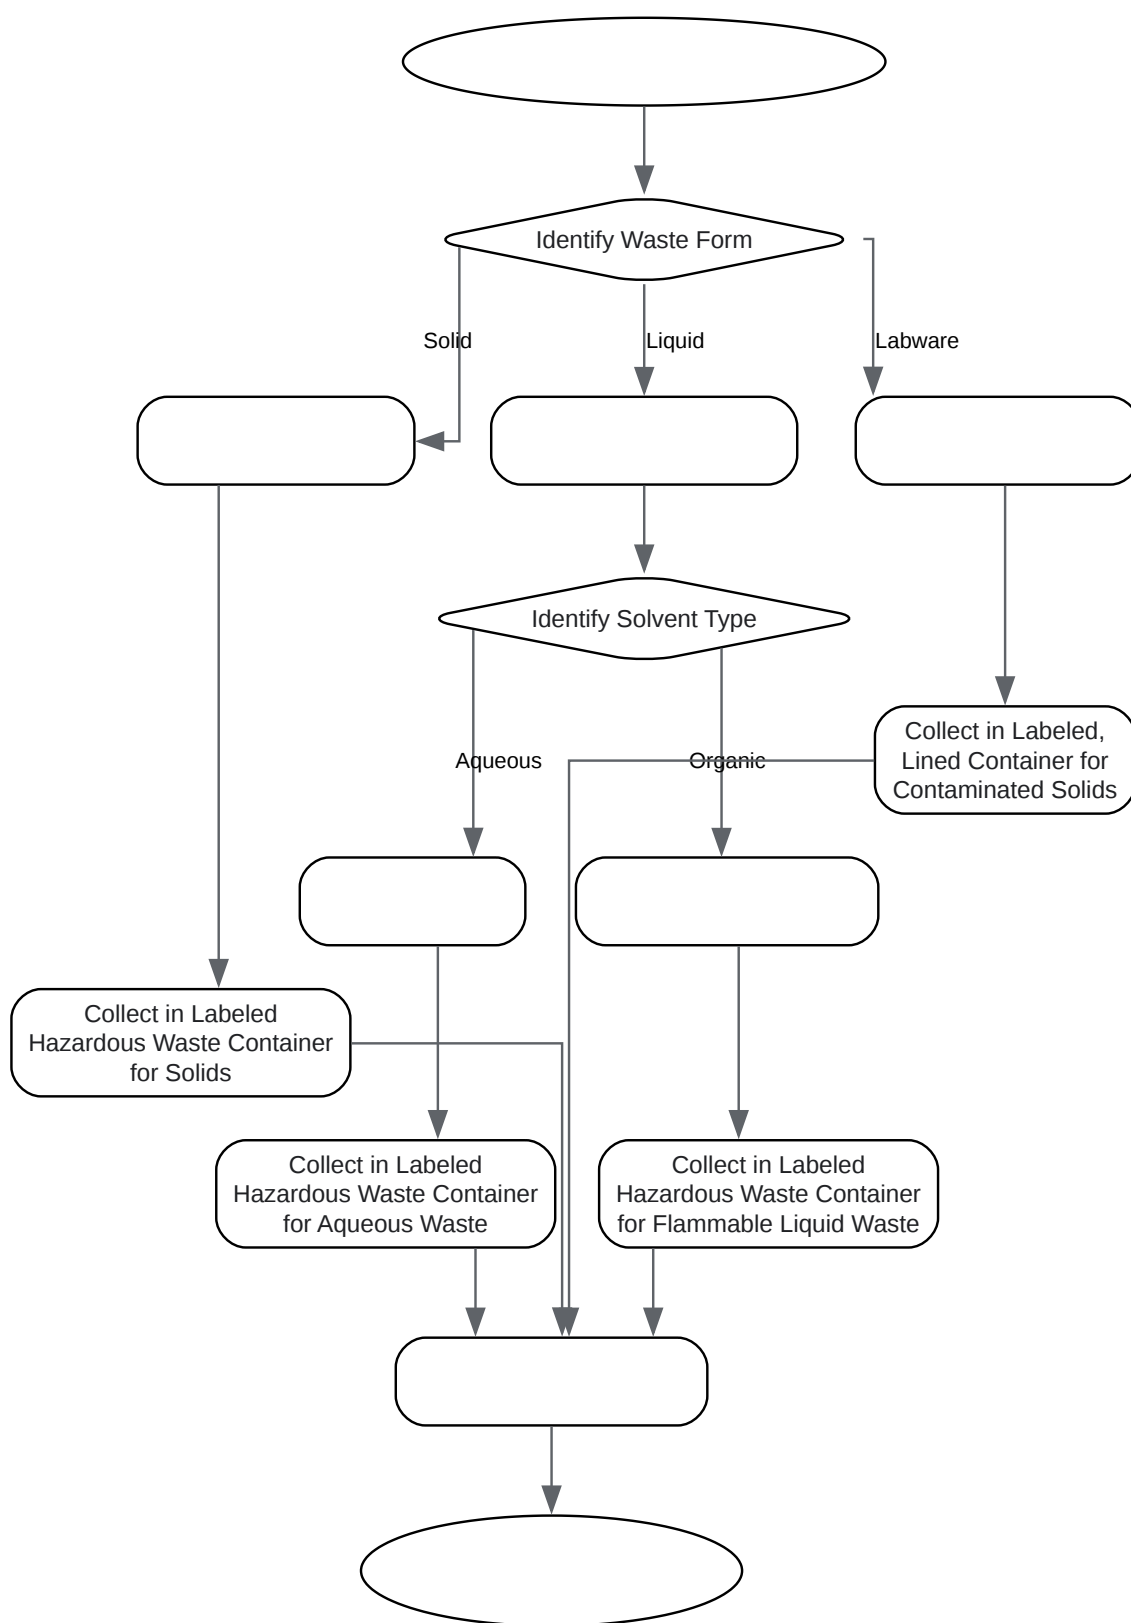 Identify Waste Form
Solid
Liquid
Labware
Identify Solvent Type
Collect in Labeled,
Lined Container for
Contaminated Solids
Aqueous
Organic
Collect in Labeled
Hazardous Waste Container
for Solids
Collect in Labeled
Hazardous Waste Container
for Aqueous Waste
Collect in Labeled
Hazardous Waste Container
for Flammable Liquid Waste